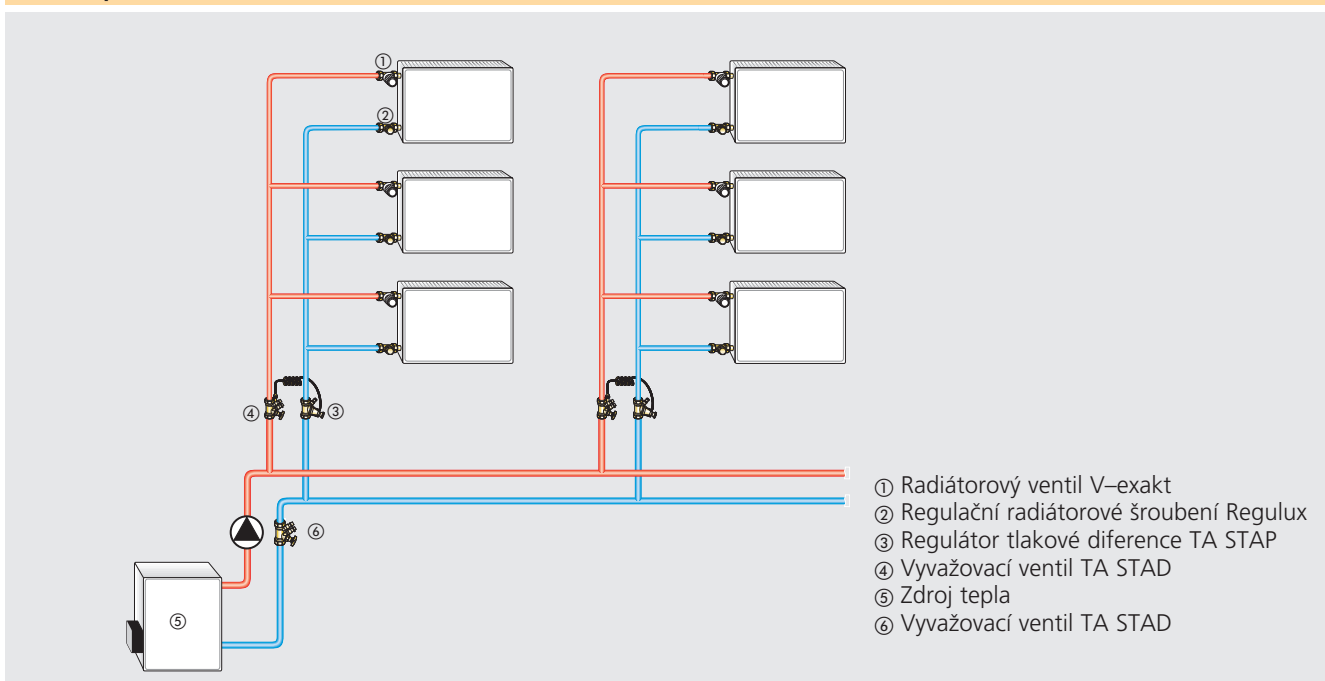 ①
②
④
③
⑥
⑤
① Radiátorový ventil V–exakt
② Regulační radiátorové šroubení Regulux
③ Regulátor tlakové diference TA STAP
④ Vyvažovací ventil TA STAD
⑤ Zdroj tepla
⑥ Vyvažovací ventil TA STAD